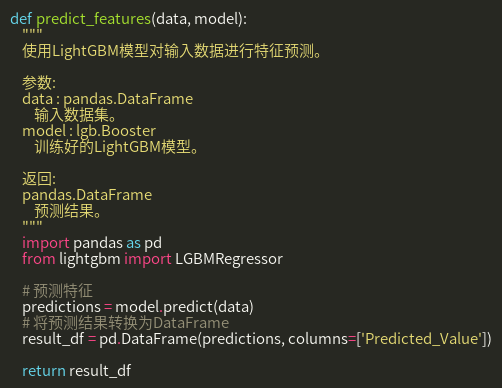 def predict_features(data, model):
"""
使用LightGBM模型对输入数据进行特征预测。
参数:
data : pandas.DataFrame
输入数据集。
model : lgb.Booster
训练好的LightGBM模型。
返回:
pandas.DataFrame
预测结果。
"""
import pandas as pd
from lightgbm import LGBMRegressor
# 预测特征
predictions = model.predict(data)
# 将预测结果转换为DataFrame
result_df = pd.DataFrame(predictions, columns=['Predicted_Value'])
return result_df